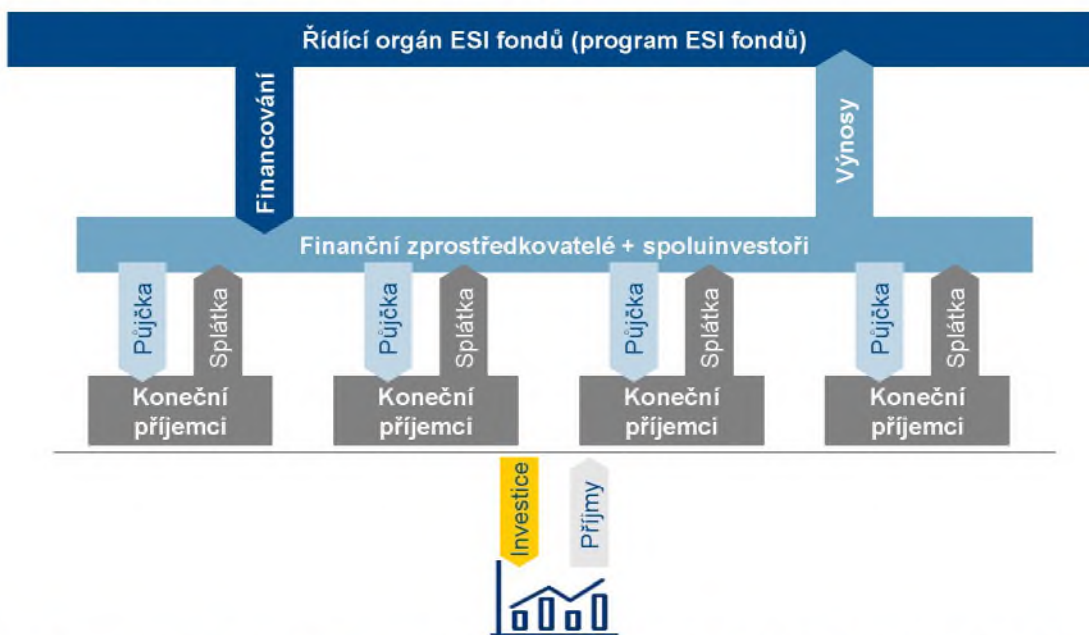 Řídící orgán ESI fondů (program ESI fondů)
Financování
Výnosy
Finanční zprostředkovatelé + spoluinvestoři
Půjčka
Splátka
Půjčka
Splátka
Půjčka
Splátka
Půjčka
Splátka
Koneční
příjemci
Koneční
příjemci
Koneční
příjemci
Koneční
příjemci
Investice
Příjmy